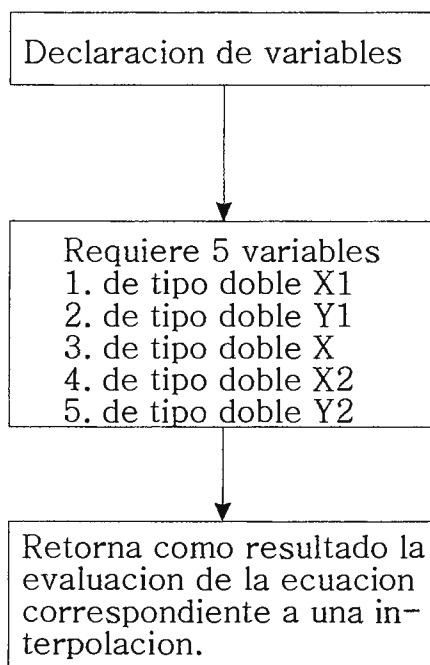 Declaracion de variables
Requiere 5 variables
1. de tipo doble X1
2. de tipo doble Y1
3. de tipo doble X
4. de tipo doble X2
5. de tipo doble Y2
Retorna como resultado la
evaluacion de la ecuacion
correspondiente a una in-
terpolacion.